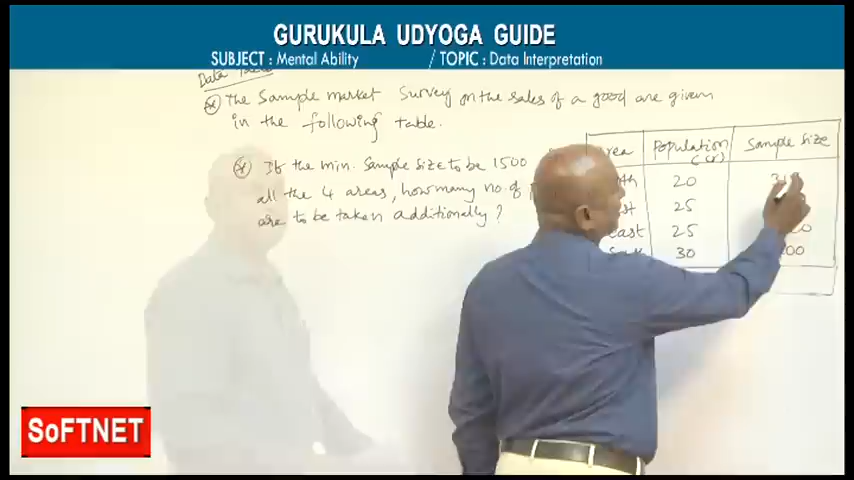 GURUKULA UDYOGA GUIDE
SUBJECT : Mental Ability / TOPIC : Data Interpretation
Data Table
The Sample market Survey on the sales of a good are given
in the following table.
If the min. Sample size to be 1500
all the 4 areas, how many no. of
are to be taken additionally?
Population Sample Size
(Cr)
20
25
25
30
SoFTNET